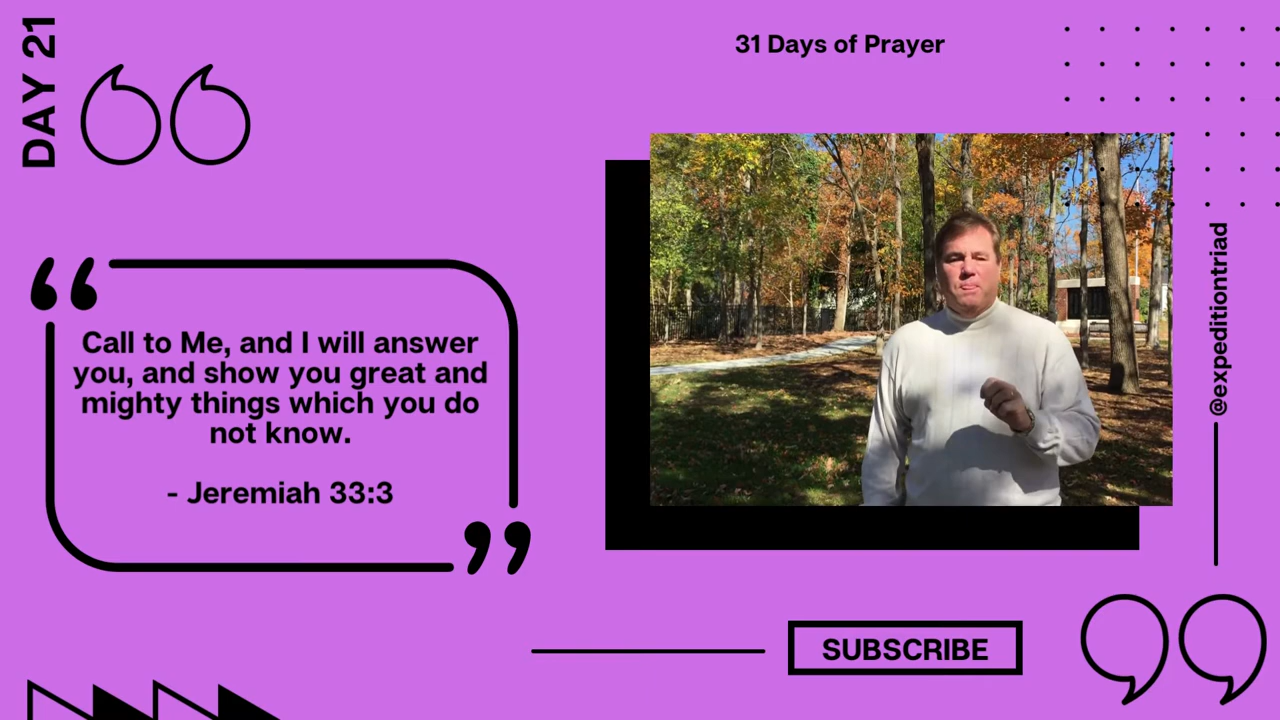 DAY 21
31 Days of Prayer
Call to Me, and I will answer
you, and show you great and
mighty things which you do
not know.
- Jeremiah 33:3
@expeditiontriad
SUBSCRIBE